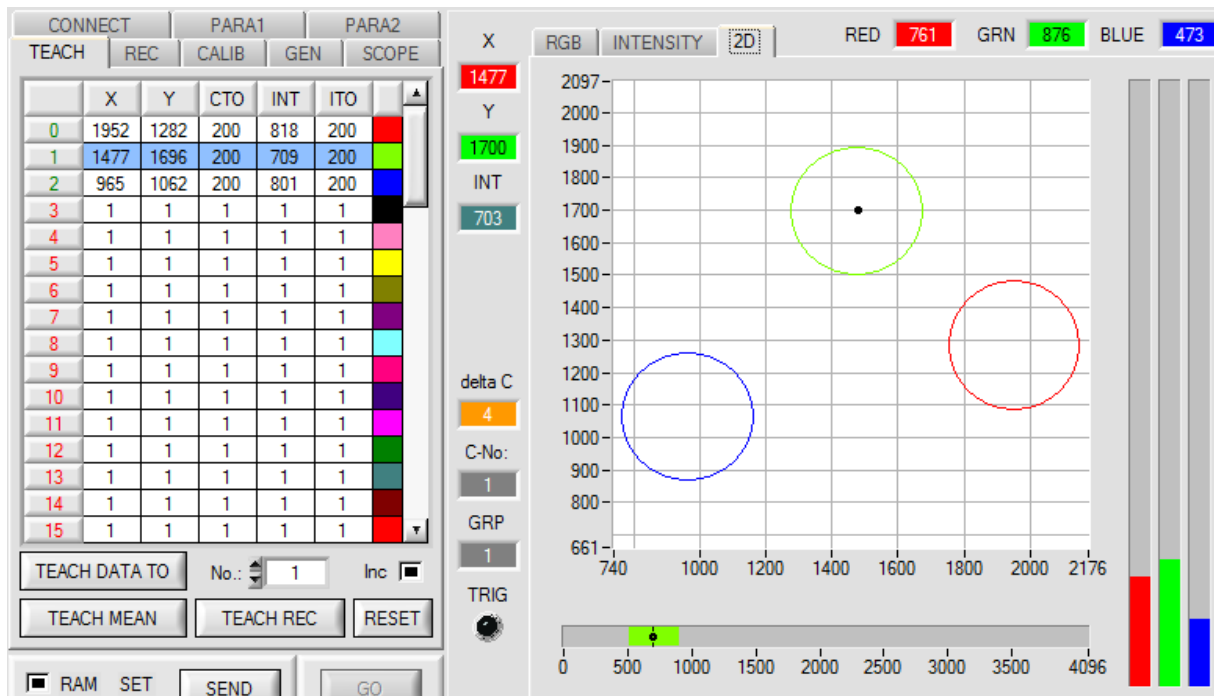 CONNECT PARA1 PARA2
TEACH REC CALIB GEN SCOPE
X Y CTO INT ITO
0 1952 1282 200 818 200
1 1477 1696 200 709 200
2 965 1062 200 801 200
3 1 1 1 1 1
4 1 1 1 1 1
5 1 1 1 1 1
6 1 1 1 1 1
7 1 1 1 1 1
8 1 1 1 1 1
9 1 1 1 1 1
10 1 1 1 1 1
11 1 1 1 1 1
12 1 1 1 1 1
13 1 1 1 1 1
14 1 1 1 1 1
15 1 1 1 1 1
TEACH DATA TO No.: 1 Inc
TEACH MEAN TEACH REC RESET
RAM SET SEND GO
X
1477
Y
1700
INT
703
delta C
4
C-No:
1
GRP
1
TRIG
RGB INTENSITY 2D RED 761 GRN 876 BLUE 473
2097
2000
1900
1800
1700
1600
1500
1400
1300
1200
1100
1000
900
800
661
740 1000 1200 1400 1600 1800 2000 2176
0 500 1000 1500 2000 2500 3000 3500 4096